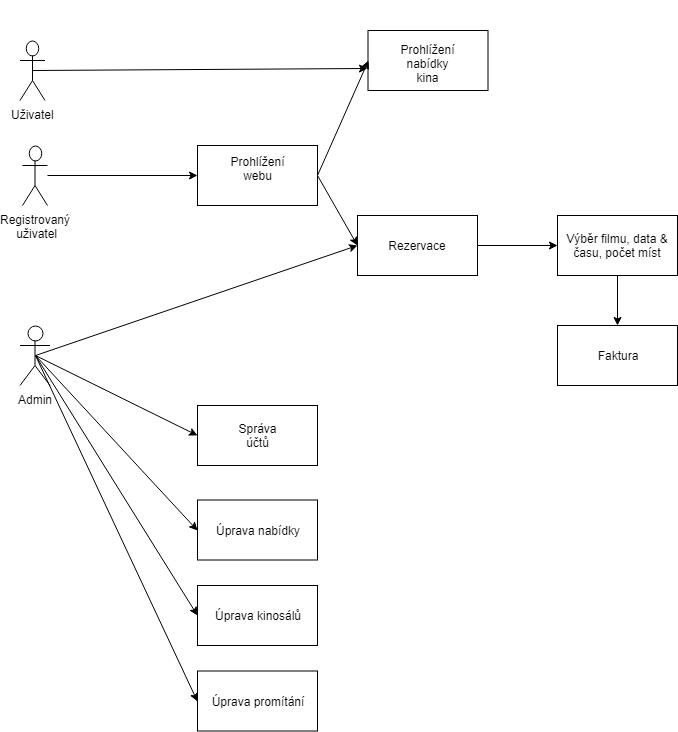 Prohlížení
nabídky
kina
Uživatel
Prohlížení
webu
Registrovaný
uživatel
Rezervace
Výběr filmu, data &
času, počet míst
Faktura
Admin
Správa
účtů
Úprava nabídky
Úprava kinosálů
Úprava promítání